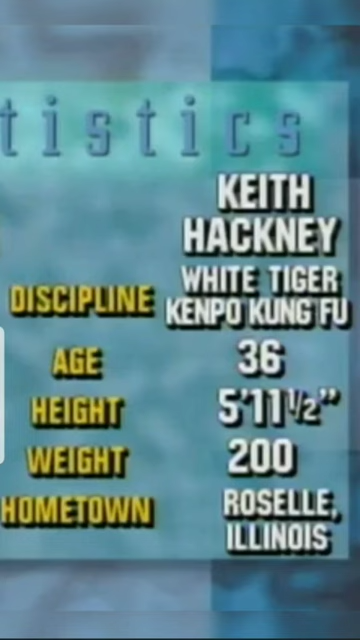 tistics
KEITH
HACKNEY
DISCIPLINE WHITE TIGER
KENPO KUNG FU
AGE 36
HEIGHT 5'11½"
WEIGHT 200
HOMETOWN ROSELLE,
ILLINOIS